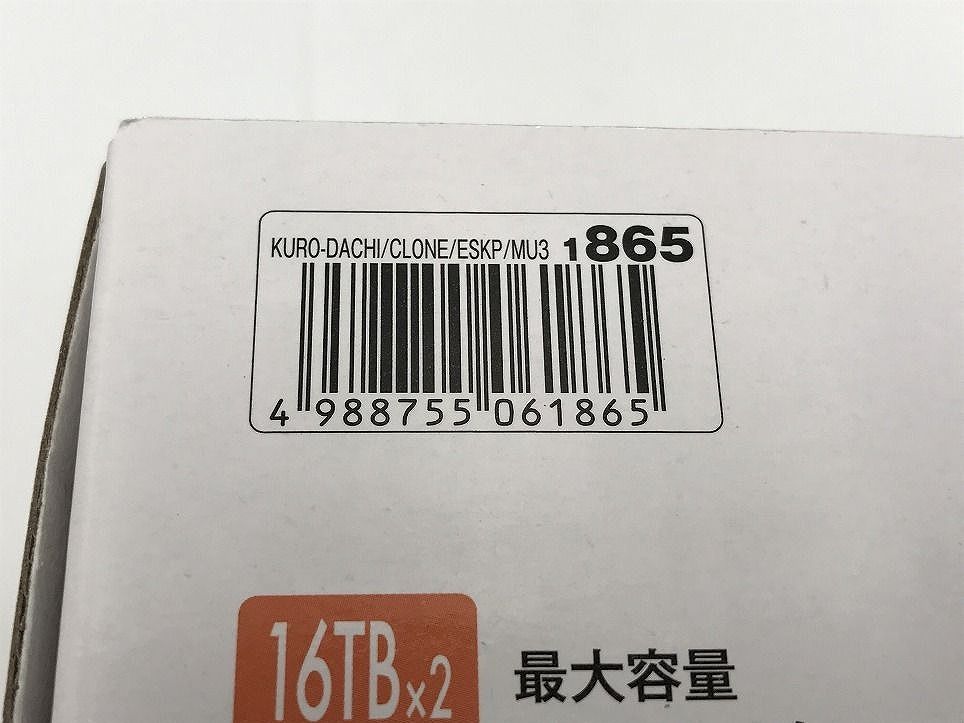 KURO-DACHI/CLONE/ESKP/MU3 1865
4 988755 061865
16TB×2 最大容量